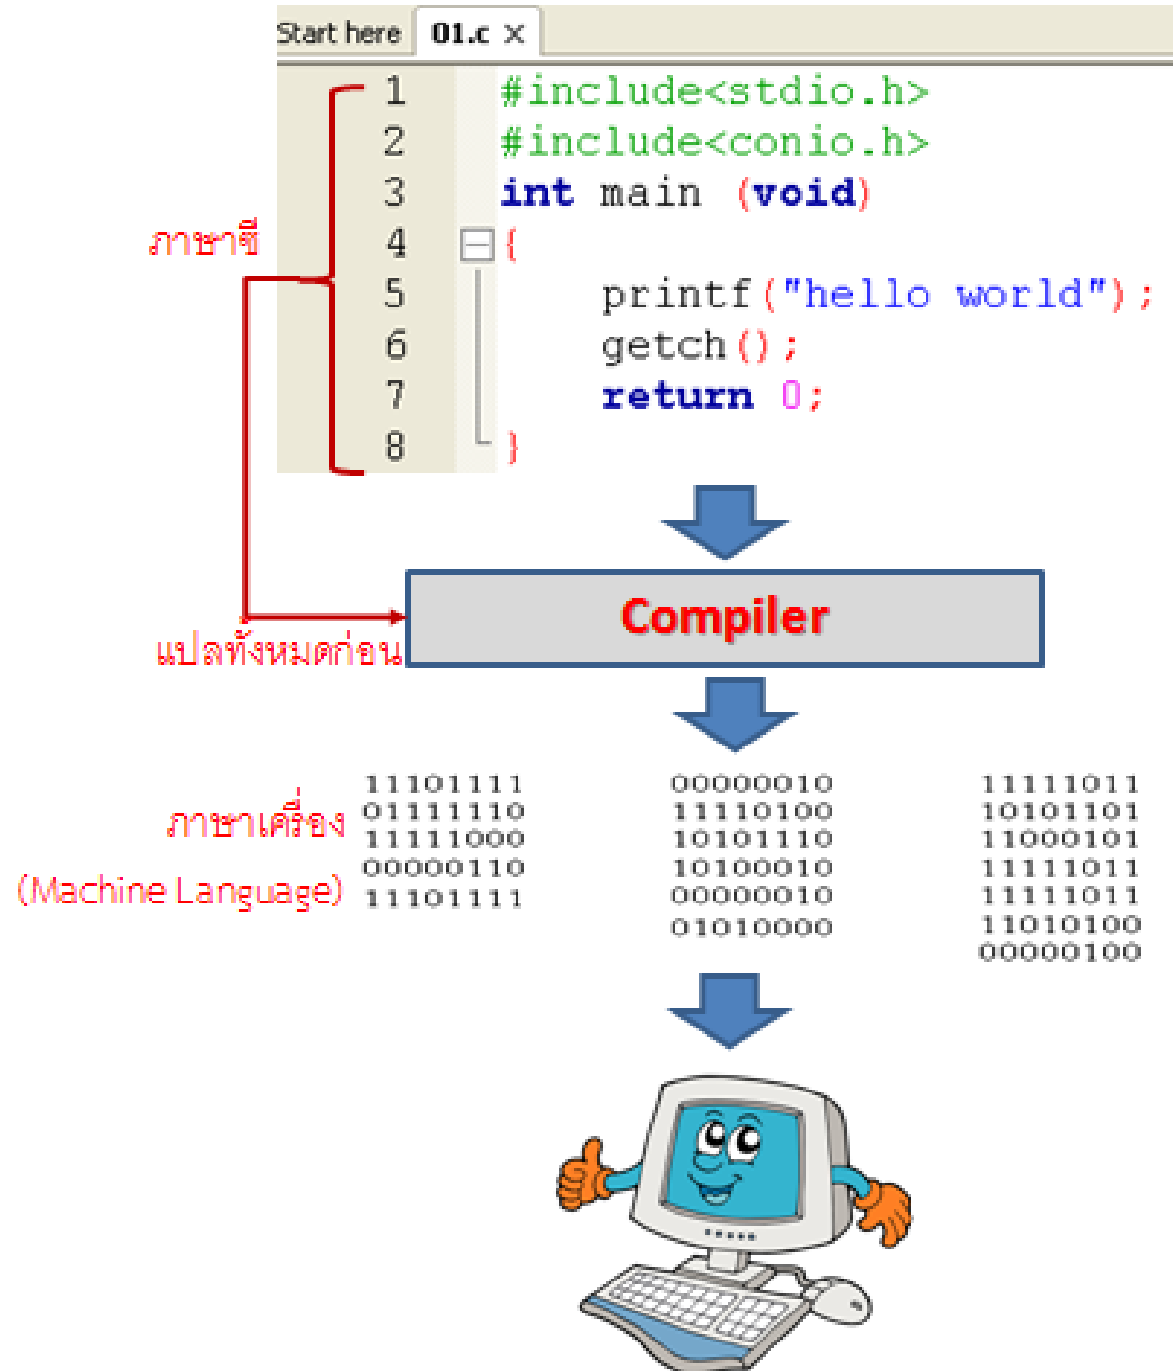 Start here 01.c ×
1 #include<stdio.h>
2 #include<conio.h>
3 int main (void)
4 {
5 printf("hello world");
6 getch();
7 return 0;
8 }
ภาษาซี
Compiler
แปลทั้งหมดก่อน
ภาษาเครื่อง
(Machine Language)
11101111 00000010 11111011
01111110 11110100 10101101
11111000 10101110 11000101
00000110 10100010 11111011
11101111 00000010 11111011
01010000 11010100
00000100